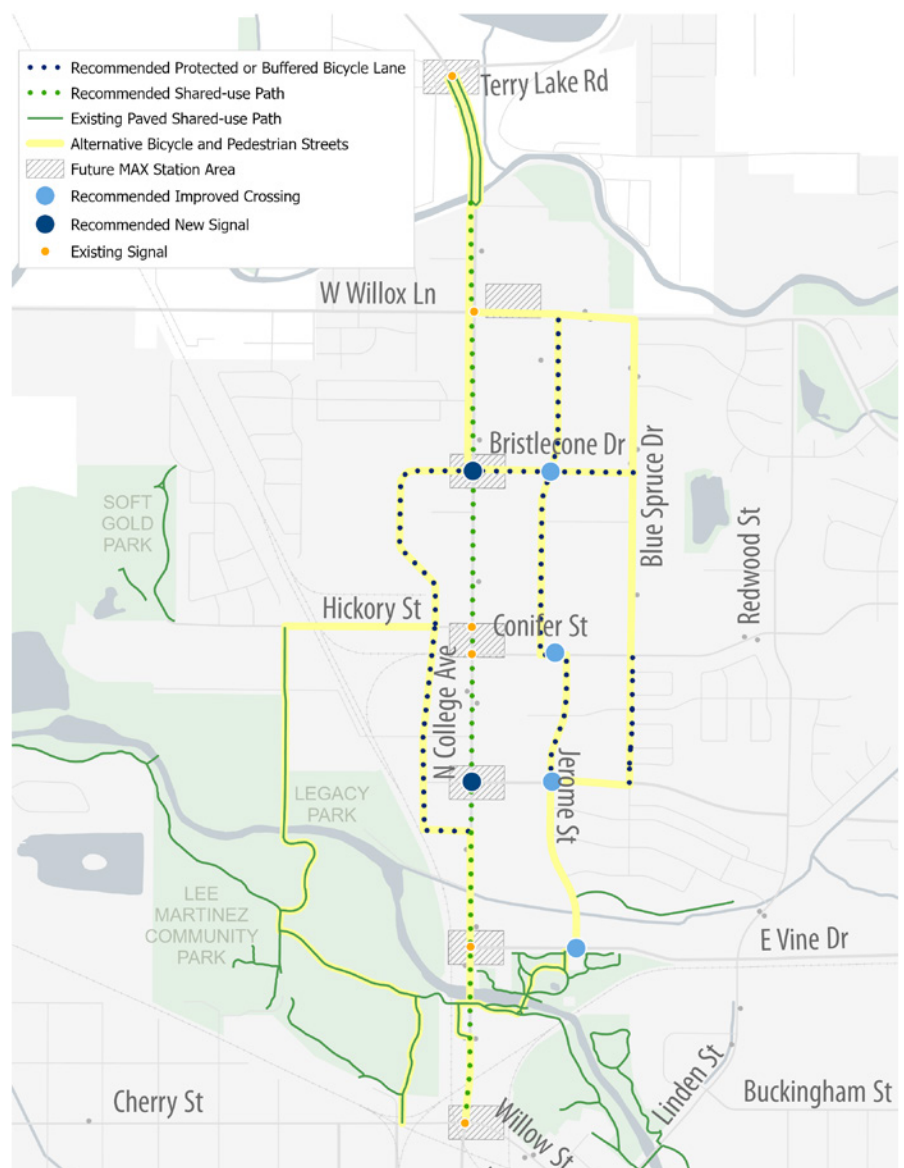 Terry Lake Rd
Recommended Protected or Buffered Bicycle Lane
Recommended Shared-use Path
Existing Paved Shared-use Path
Alternative Bicycle and Pedestrian Streets
Future MAX Station Area
Recommended Improved Crossing
Recommended New Signal
Existing Signal
W Willox Ln
Bristlecone Dr
Blue Spruce Dr
SOFT
GOLD
PARK
Redwood St
Hickory St
Conifer St
N College Ave
Jerome St
LEGACY
PARK
LEE
MARTINEZ
COMMUNITY
PARK
E Vine Dr
Linden St
Buckingham St
Cherry St
Willow St